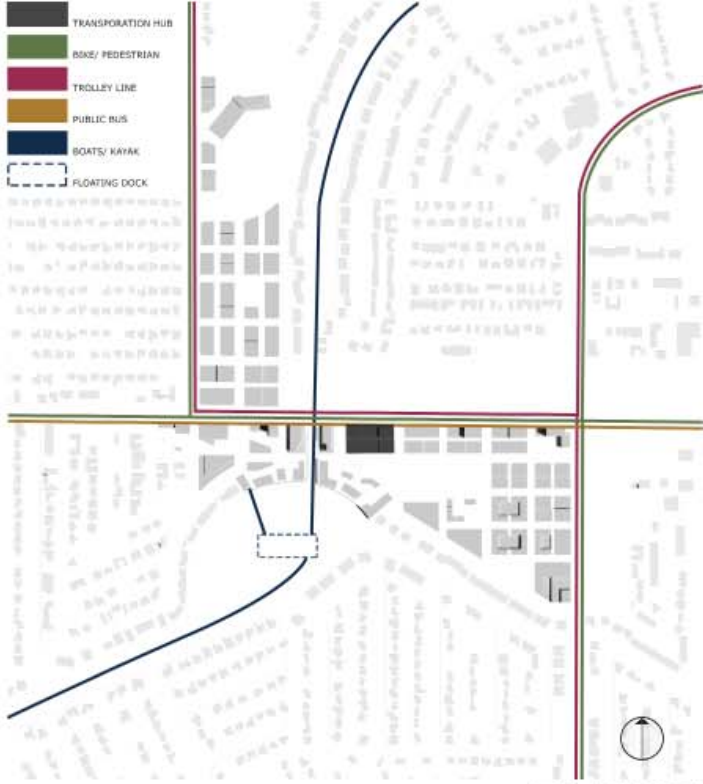 TRANSPORATION HUB
BIKE/ PEDESTRIAN
TROLLEY LINE
PUBLIC BUS
BOATS/ KAYAK
FLOATING DOCK